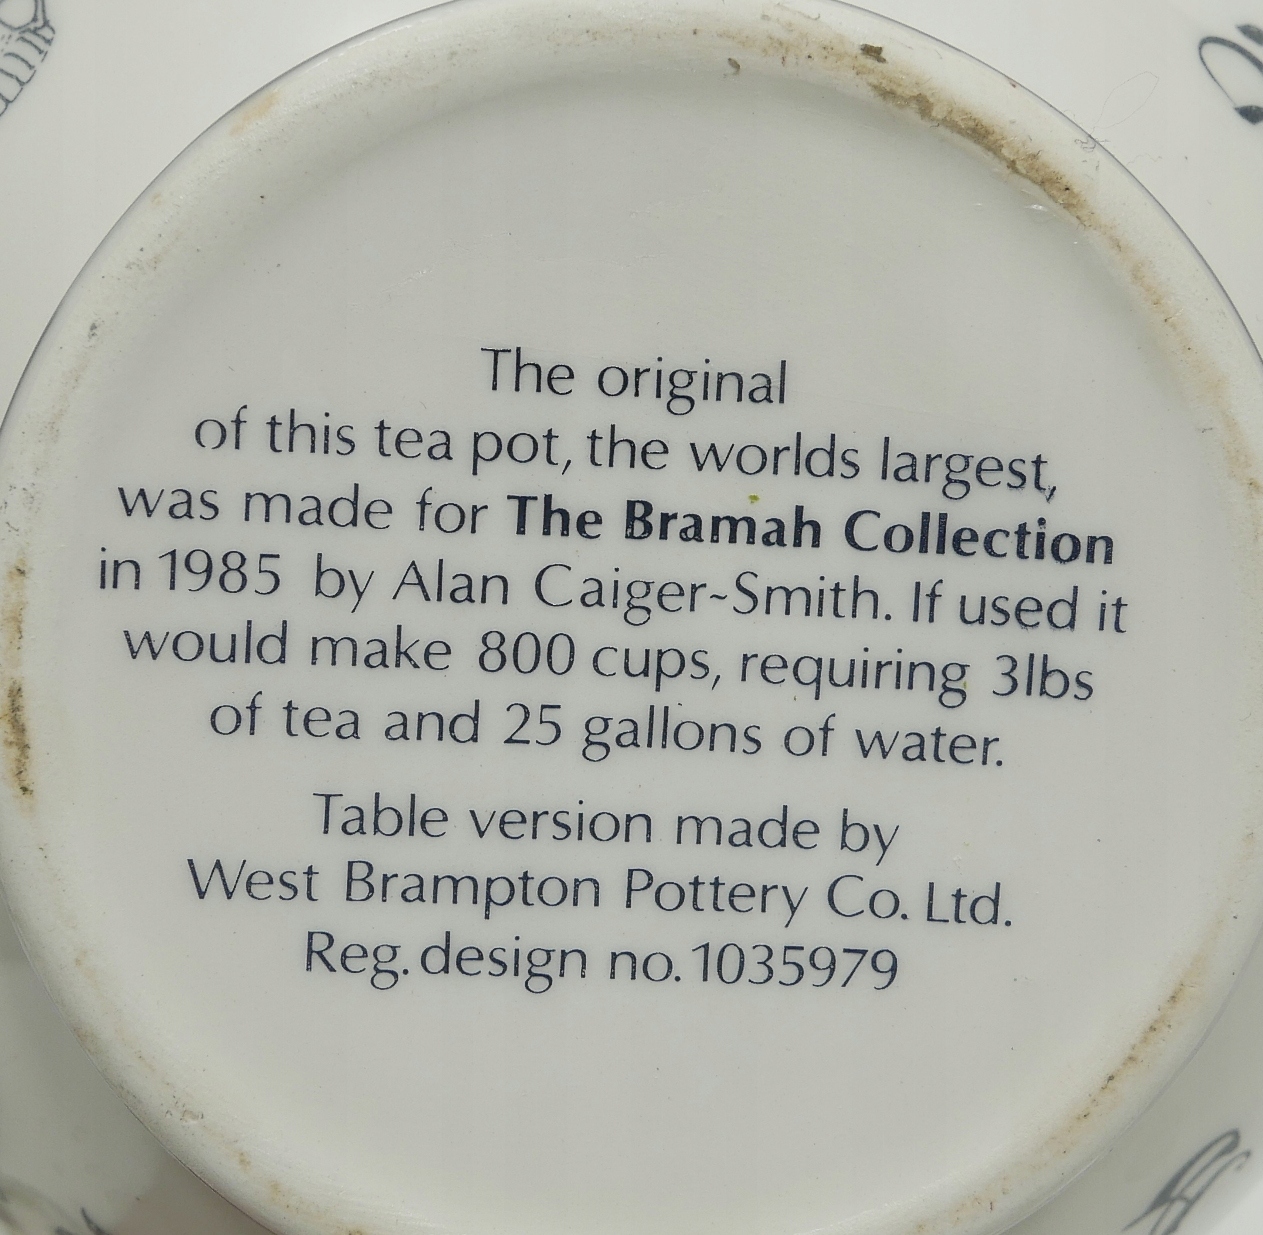 The original
of this tea pot, the worlds largest,
was made for The Bramah Collection
in 1985 by Alan Caiger~Smith. If used it
would make 800 cups, requiring 3lbs
of tea and 25 gallons of water.
Table version made by
West Brampton Pottery Co. Ltd.
Reg. design no. 1035979